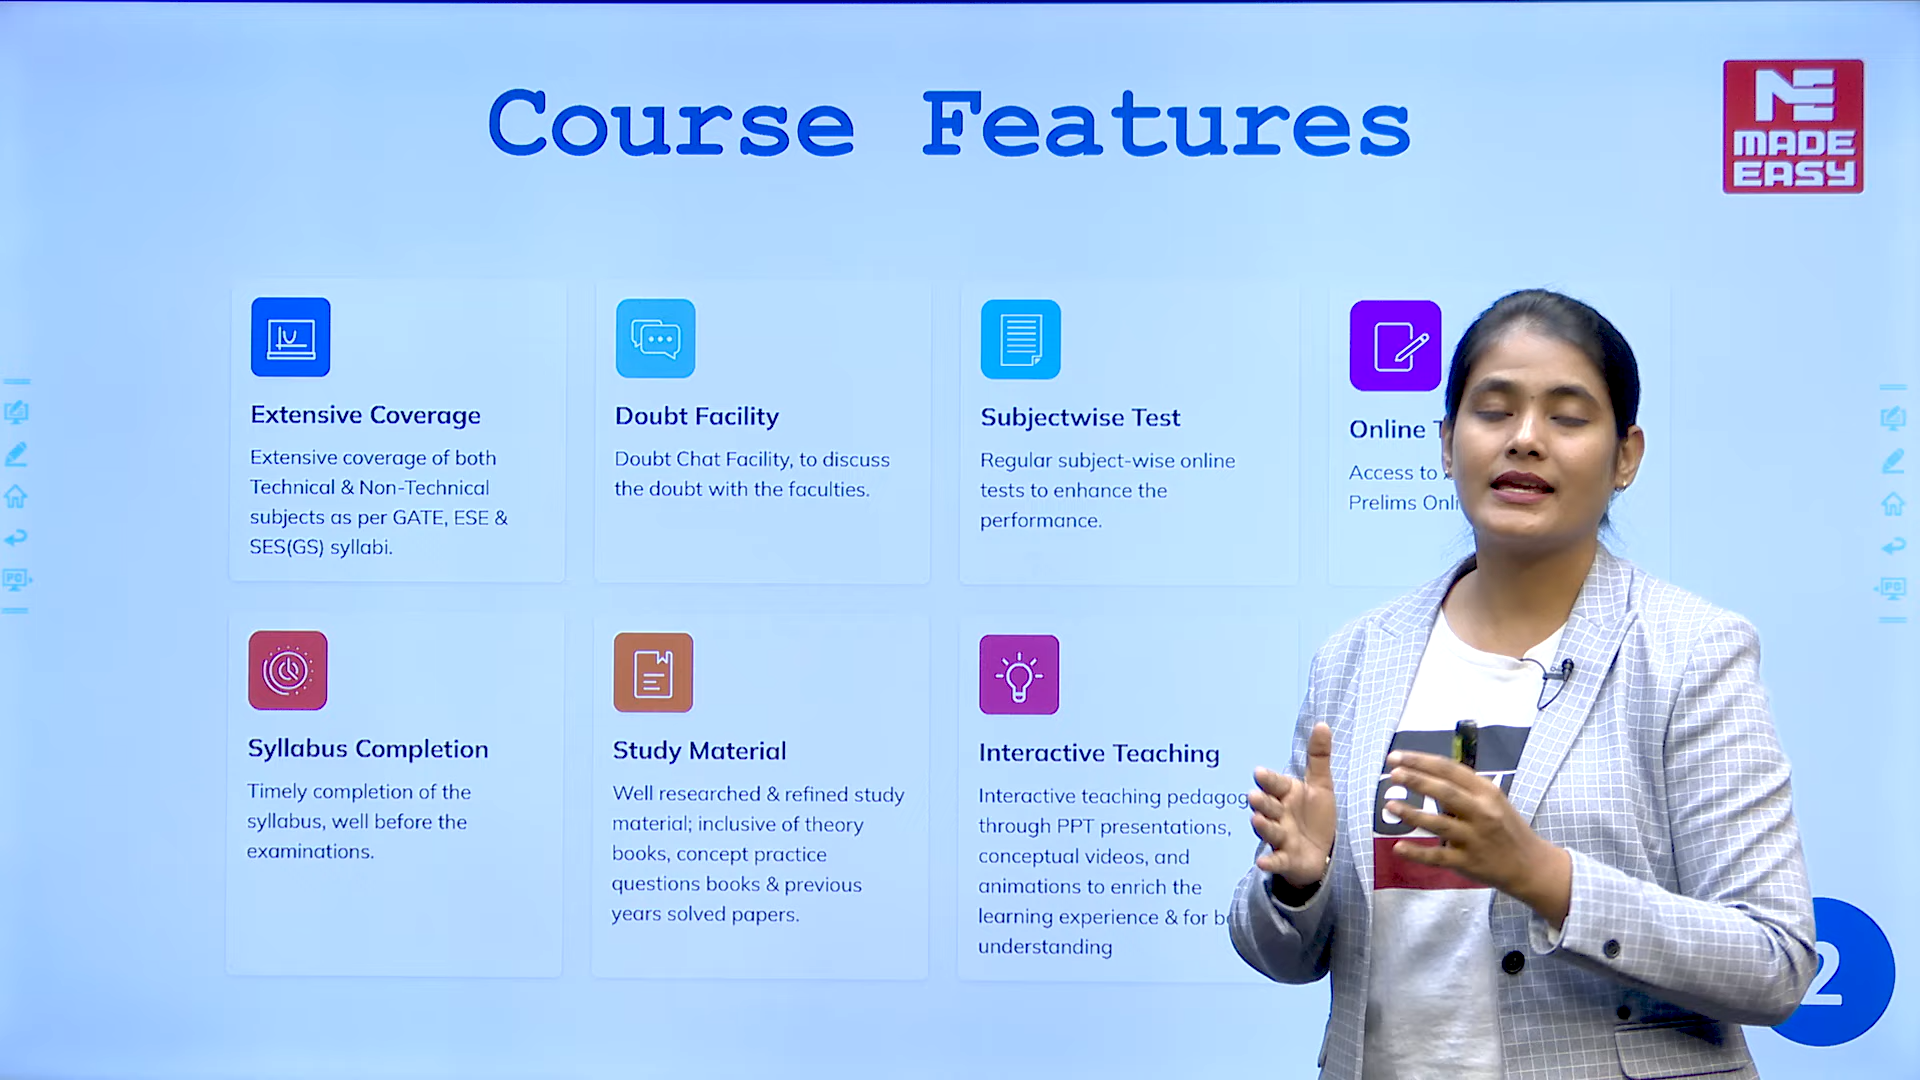 Course Features
MADE
EASY
Extensive Coverage
Extensive coverage of both
Technical & Non-Technical
subjects as per GATE, ESE &
SES(GS) syllabi.
Doubt Facility
Doubt Chat Facility, to discuss
the doubt with the faculties.
Subjectwise Test
Regular subject-wise online
tests to enhance the
performance.
Online
Access to
Prelims
Syllabus Completion
Timely completion of the
syllabus, well before the
examinations.
Study Material
Well researched & refined study
material; inclusive of theory
books, concept practice
questions books & previous
years solved papers.
Interactive Teaching
Interactive teaching
through PPT presentations,
conceptual videos, and
animations to enrich the
learning experience & for
understanding
PC
PC
2